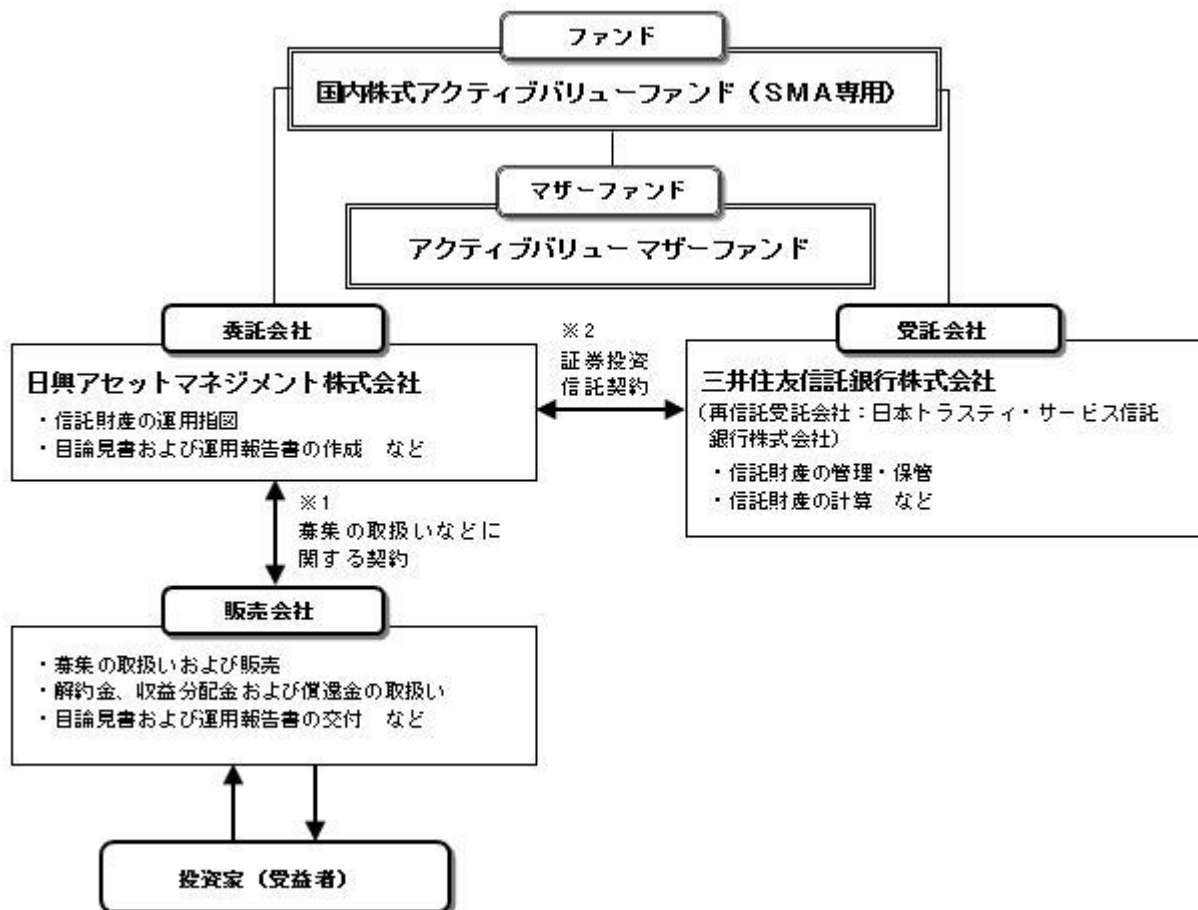 ファンド
国内株式アクティブバリューファンド（SMA専用）
マザーファンド
アクティブバリュー マザーファンド
委託会社
日興アセットマネジメント株式会社
・信託財産の運用指図
・目論見書および運用報告書の作成　など
※2
証券投資
信託契約
受託会社
三井住友信託銀行株式会社
（再信託受託会社：日本トラスティ・サービス信託
銀行株式会社）
・信託財産の管理・保管
・信託財産の計算　など
※1
募集の取扱いなどに
関する契約
販売会社
・募集の取扱いおよび販売
・解約金、収益分配金および償還金の取扱い
・目論見書および運用報告書の交付　など
投資家（受益者）